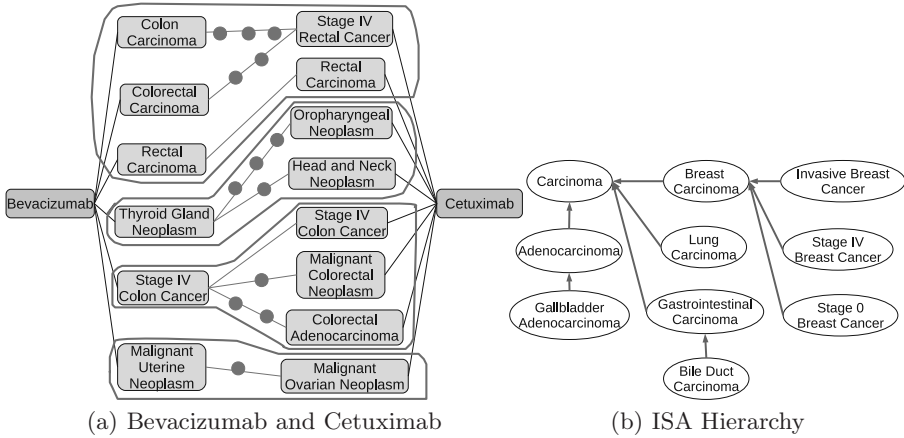 Colon
Carcinoma
Stage IV
Rectal Cancer
Colorectal
Carcinoma
Rectal
Carcinoma
Rectal
Carcinoma
Oropharyngeal
Neoplasm
Head and Neck
Neoplasm
Bevacizumab
Cetuximab
Thyroid Gland
Neoplasm
Stage IV
Colon Cancer
Stage IV
Colon Cancer
Malignant
Colorectal
Neoplasm
Colorectal
Adenocarcinoma
Malignant
Uterine
Neoplasm
Malignant
Ovarian Neoplasm
(a) Bevacizumab and Cetuximab
Carcinoma
Breast
Carcinoma
Invasive Breast
Cancer
Adenocarcinoma
Lung
Carcinoma
Stage IV
Breast Cancer
Gallbladder
Adenocarcinoma
Gastrointestinal
Carcinoma
Stage 0
Breast Cancer
Bile Duct
Carcinoma
(b) ISA Hierarchy